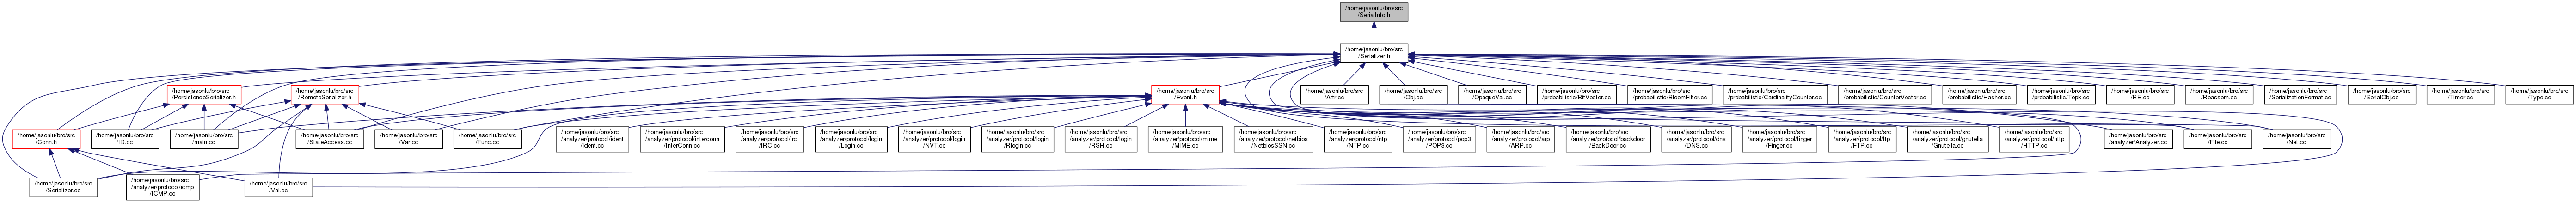 /home/jasonlu/bro/src
/SerialInfo.h
/home/jasonlu/bro/src
/Serializer.h
/home/jasonlu/bro/src
/PersistenceSerializer.h
/home/jasonlu/bro/src
/RemoteSerializer.h
/home/jasonlu/bro/src
/Event.h
/home/jasonlu/bro/src
/Attr.cc
/home/jasonlu/bro/src
/Obj.cc
/home/jasonlu/bro/src
/OpaqueVal.cc
/home/jasonlu/bro/src
/probabilistic/BitVector.cc
/home/jasonlu/bro/src
/probabilistic/BloomFilter.cc
/home/jasonlu/bro/src
/probabilistic/CardinalityCounter.cc
/home/jasonlu/bro/src
/probabilistic/CounterVector.cc
/home/jasonlu/bro/src
/probabilistic/Hasher.cc
/home/jasonlu/bro/src
/probabilistic/Topk.cc
/home/jasonlu/bro/src
/RE.cc
/home/jasonlu/bro/src
/Reassem.cc
/home/jasonlu/bro/src
/SerializationFormat.cc
/home/jasonlu/bro/src
/SerialObj.cc
/home/jasonlu/bro/src
/Timer.cc
/home/jasonlu/bro/src
/Type.cc
/home/jasonlu/bro/src
/Conn.h
/home/jasonlu/bro/src
/ID.cc
/home/jasonlu/bro/src
/main.cc
/home/jasonlu/bro/src
/StateAccess.cc
/home/jasonlu/bro/src
/Var.cc
/home/jasonlu/bro/src
/Func.cc
/home/jasonlu/bro/src
/analyzer/protocol/ident
/Ident.cc
/home/jasonlu/bro/src
/analyzer/protocol/interconn
/InterConn.cc
/home/jasonlu/bro/src
/analyzer/protocol/irc
/IRC.cc
/home/jasonlu/bro/src
/analyzer/protocol/login
/Login.cc
/home/jasonlu/bro/src
/analyzer/protocol/login
/NVT.cc
/home/jasonlu/bro/src
/analyzer/protocol/login
/Rlogin.cc
/home/jasonlu/bro/src
/analyzer/protocol/login
/RSH.cc
/home/jasonlu/bro/src
/analyzer/protocol/mime
/MIME.cc
/home/jasonlu/bro/src
/analyzer/protocol/netbios
/NetbiosSSN.cc
/home/jasonlu/bro/src
/analyzer/protocol/ntp
/NTP.cc
/home/jasonlu/bro/src
/analyzer/protocol/pop3
/POP3.cc
/home/jasonlu/bro/src
/analyzer/protocol/arp
/ARP.cc
/home/jasonlu/bro/src
/analyzer/protocol/backdoor
/BackDoor.cc
/home/jasonlu/bro/src
/analyzer/protocol/dns
/DNS.cc
/home/jasonlu/bro/src
/analyzer/protocol/finger
/Finger.cc
/home/jasonlu/bro/src
/analyzer/protocol/ftp
/FTP.cc
/home/jasonlu/bro/src
/analyzer/protocol/gnutella
/Gnutella.cc
/home/jasonlu/bro/src
/analyzer/protocol/http
/HTTP.cc
/home/jasonlu/bro/src
/analyzer/Analyzer.cc
/home/jasonlu/bro/src
/File.cc
/home/jasonlu/bro/src
/Net.cc
/home/jasonlu/bro/src
/Serializer.cc
/home/jasonlu/bro/src
/analyzer/protocol/icmp
/ICMP.cc
/home/jasonlu/bro/src
/Val.cc